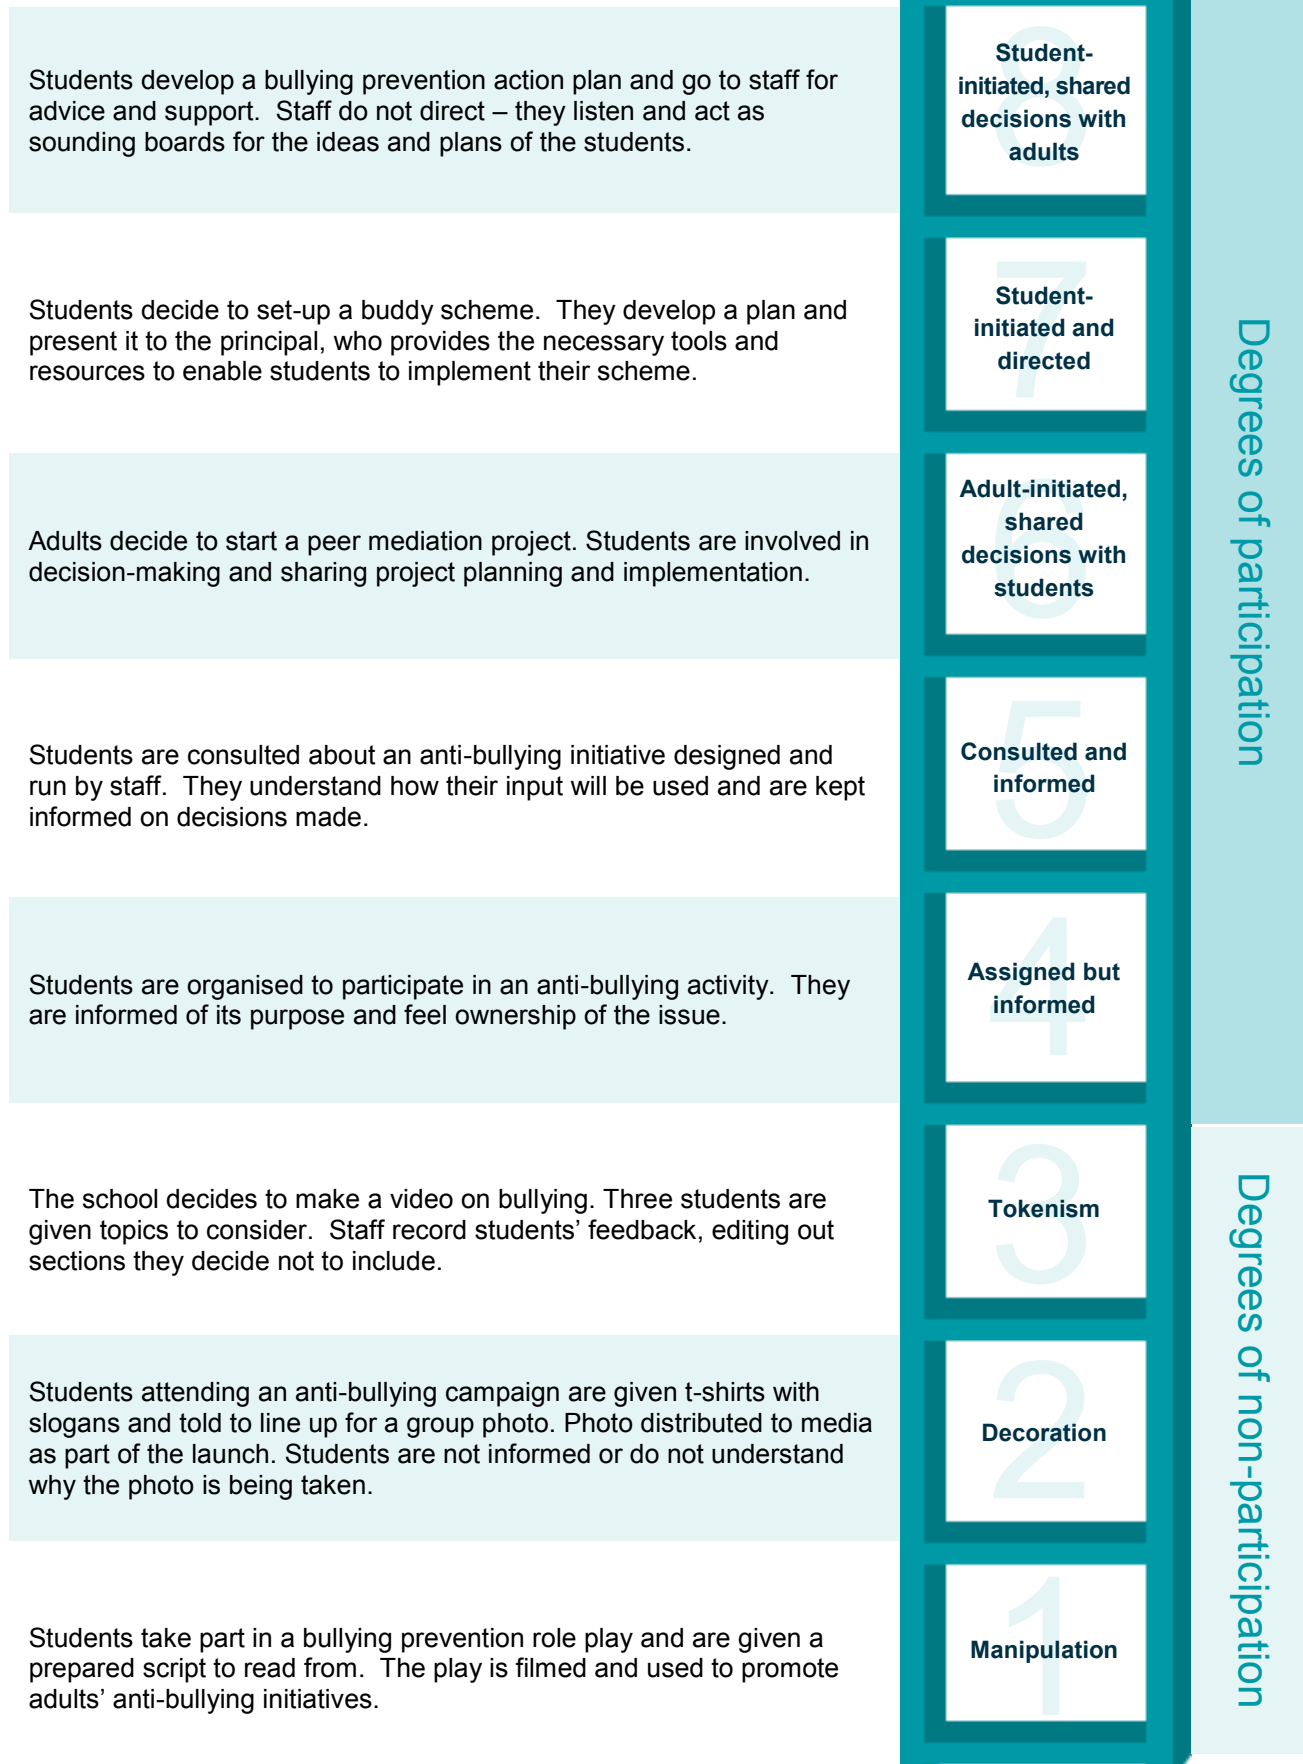 Students develop a bullying prevention action plan and go to staff for
advice and support.  Staff do not direct – they listen and act as
sounding boards for the ideas and plans of the students.
8
Student-
initiated, shared
decisions with
adults
Students decide to set-up a buddy scheme.  They develop a plan and
present it to the principal, who provides the necessary tools and
resources to enable students to implement their scheme.
7
Student-
initiated and
directed
Adults decide to start a peer mediation project. Students are involved in
decision-making and sharing project planning and implementation.
6
Adult-initiated,
shared
decisions with
students
Students are consulted about an anti-bullying initiative designed and
run by staff.  They understand how their input will be used and are kept
informed on decisions made.
5
Consulted and
informed
Students are organised to participate in an anti-bullying activity.  They
are informed of its purpose and feel ownership of the issue.
4
Assigned but
informed
Degrees of participation
The school decides to make a video on bullying. Three students are
given topics to consider.  Staff record students’ feedback, editing out
sections they decide not to include.
3
Tokenism
Students attending an anti-bullying campaign are given t-shirts with
slogans and told to line up for a group photo. Photo distributed to media
as part of the launch. Students are not informed or do not understand
why the photo is being taken.
2
Decoration
Students take part in a bullying prevention role play and are given a
prepared script to read from.  The play is filmed and used to promote
adults’ anti-bullying initiatives.
1
Manipulation
Degrees of non-participation